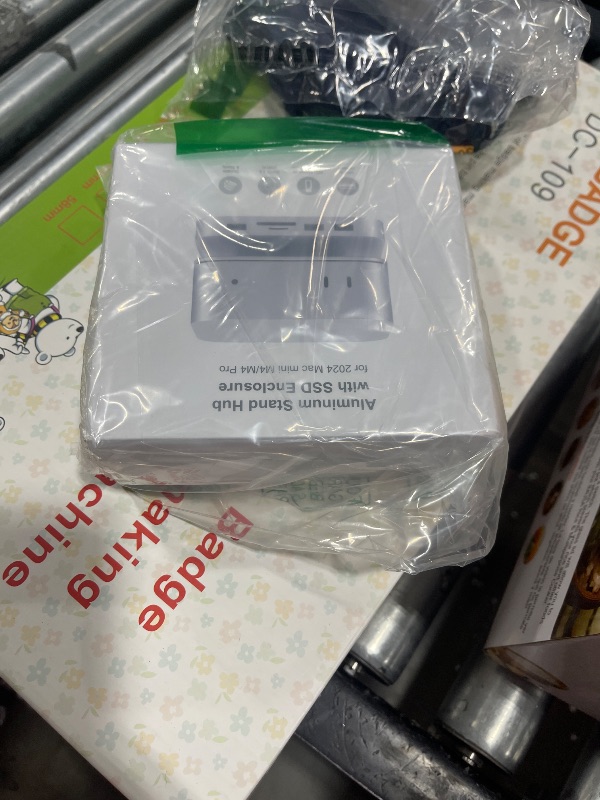 Aluminum Stand Hub
with SSD Enclosure
for 2024 Mac mini M4/M4 Pro
Badge
making
machine
BADGE
DC-109
58mm